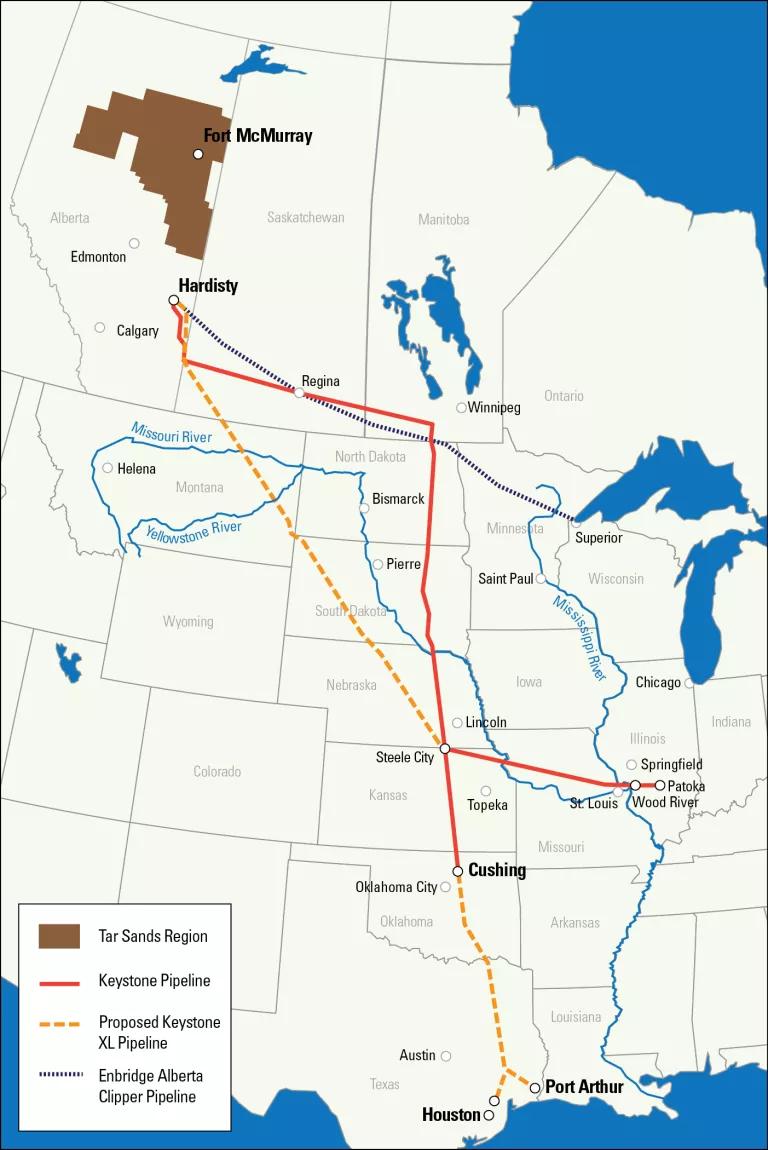 Fort McMurray
Alberta
Saskatchewan
Manitoba
Edmonton
Hardisty
Calgary
Regina
Winnipeg
Ontario
Missouri River
North Dakota
Helena
Montana
Bismarck
Yellowstone River
Minnesota
Superior
Pierre
Saint Paul
Wisconsin
South Dakota
Wyoming
Mississippi River
Nebraska
Iowa
Chicago
Lincoln
Indiana
Illinois
Steele City
Springfield
Colorado
Patoka
Kansas
Topeka
St. Louis
Wood River
Missouri
Cushing
Oklahoma City
Oklahoma
Arkansas
Louisiana
Austin
Texas
Port Arthur
Houston
Tar Sands Region
Keystone Pipeline
Proposed Keystone
XL Pipeline
Enbridge Alberta
Clipper Pipeline